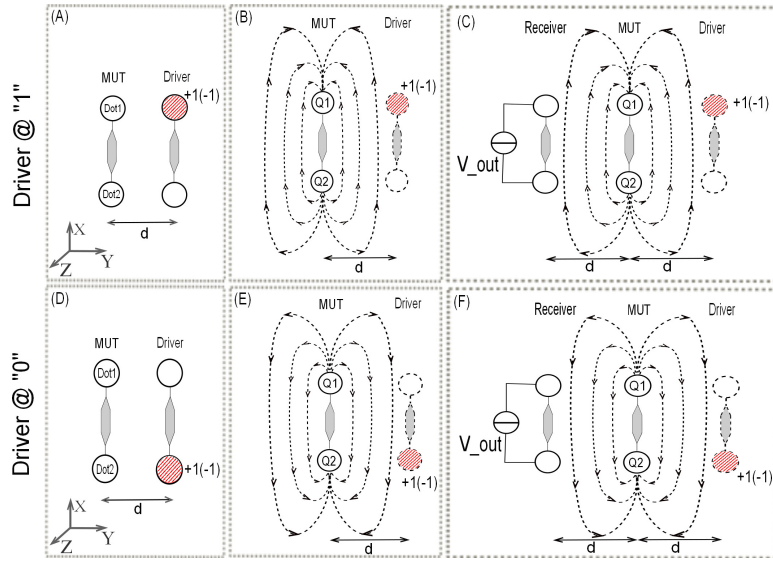 Driver @ "1"
(A)
MUT Driver
+1(-1)
Dot1
Dot2
d
X
Y
Z
(B)
MUT Driver
Q1
+1(-1)
Q2
d
(C)
Receiver MUT Driver
Q1
+1(-1)
V_out
Q2
d d
Driver @ "0"
(D)
MUT Driver
Dot1
Dot2
+1(-1)
d
X
Y
Z
(E)
MUT Driver
Q1
Q2
+1(-1)
d
(F)
Receiver MUT Driver
Q1
V_out
Q2
+1(-1)
d d